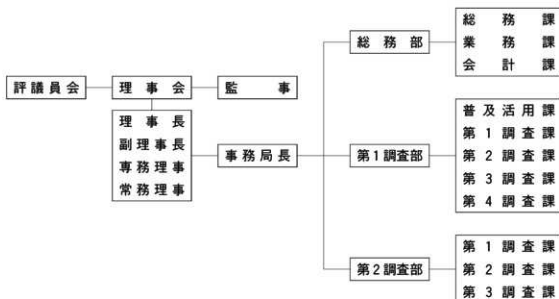 評議員会
理事会
監事
理事長
副理事長
専務理事
常務理事
事務局長
総務部
総務課
業務課
会計課
第1調査部
普及活用課
第1調査課
第2調査課
第3調査課
第4調査課
第2調査部
第1調査課
第2調査課
第3調査課